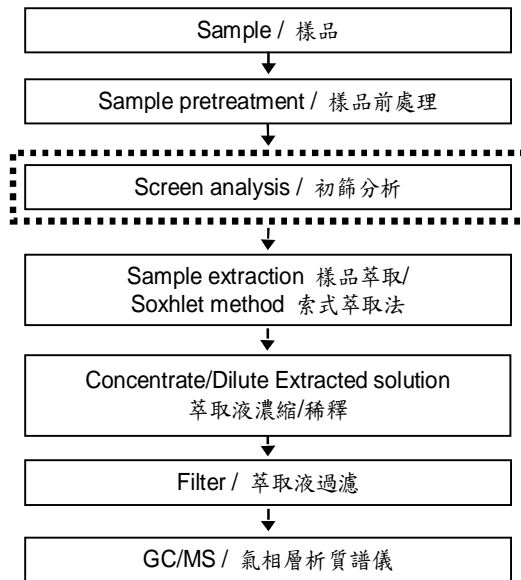 Sample / 樣品
Sample pretreatment / 樣品前處理
Screen analysis / 初篩分析
Sample extraction 樣品萃取/
Soxhlet method 索式萃取法
Concentrate/Dilute Extracted solution
萃取液濃縮/稀釋
Filter / 萃取液過濾
GC/MS / 氣相層析質譜儀